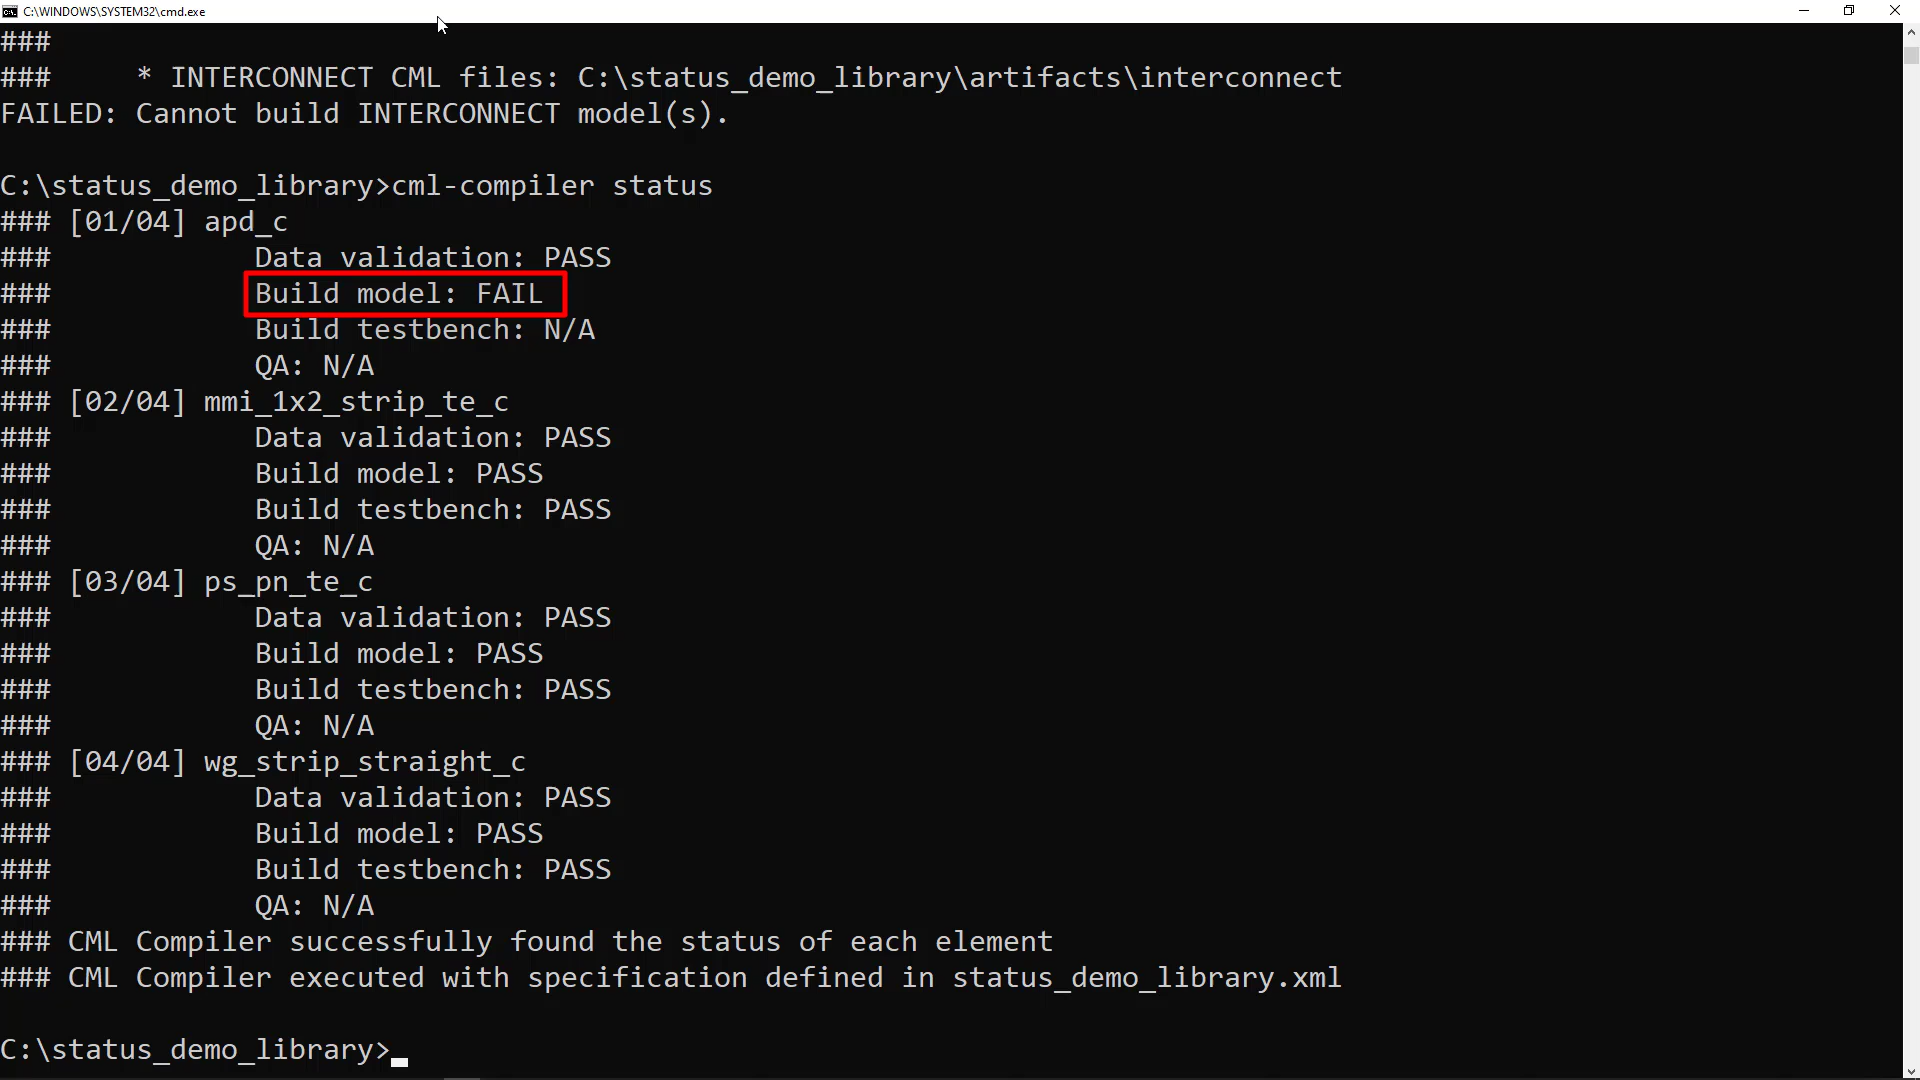 C:\WINDOWS\SYSTEM32\cmd.exe
###
###     * INTERCONNECT CML files: C:\status_demo_library\artifacts\interconnect
FAILED: Cannot build INTERCONNECT model(s).
C:\status_demo_library>cml-compiler status
### [01/04] apd_c
###            Data validation: PASS
###            Build model: FAIL
###            Build testbench: N/A
###            QA: N/A
### [02/04] mmi_1x2_strip_te_c
###            Data validation: PASS
###            Build model: PASS
###            Build testbench: PASS
###            QA: N/A
### [03/04] ps_pn_te_c
###            Data validation: PASS
###            Build model: PASS
###            Build testbench: PASS
###            QA: N/A
### [04/04] wg_strip_straight_c
###            Data validation: PASS
###            Build model: PASS
###            Build testbench: PASS
###            QA: N/A
### CML Compiler successfully found the status of each element
### CML Compiler executed with specification defined in status_demo_library.xml
C:\status_demo_library>